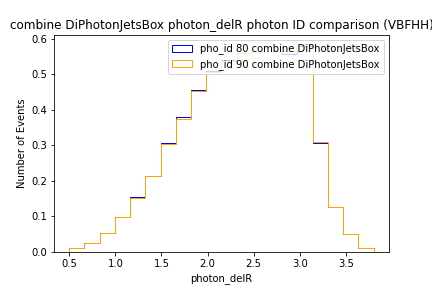 combine DiPhotonJetsBox photon_delR photon ID comparison (VBFHH)
pho_id 80 combine DiPhotonJetsBox
pho_id 90 combine DiPhotonJetsBox
Number of Events
0.6
0.5
0.4
0.3
0.2
0.1
0.0
0.5 1.0 1.5 2.0 2.5 3.0 3.5
photon_delR